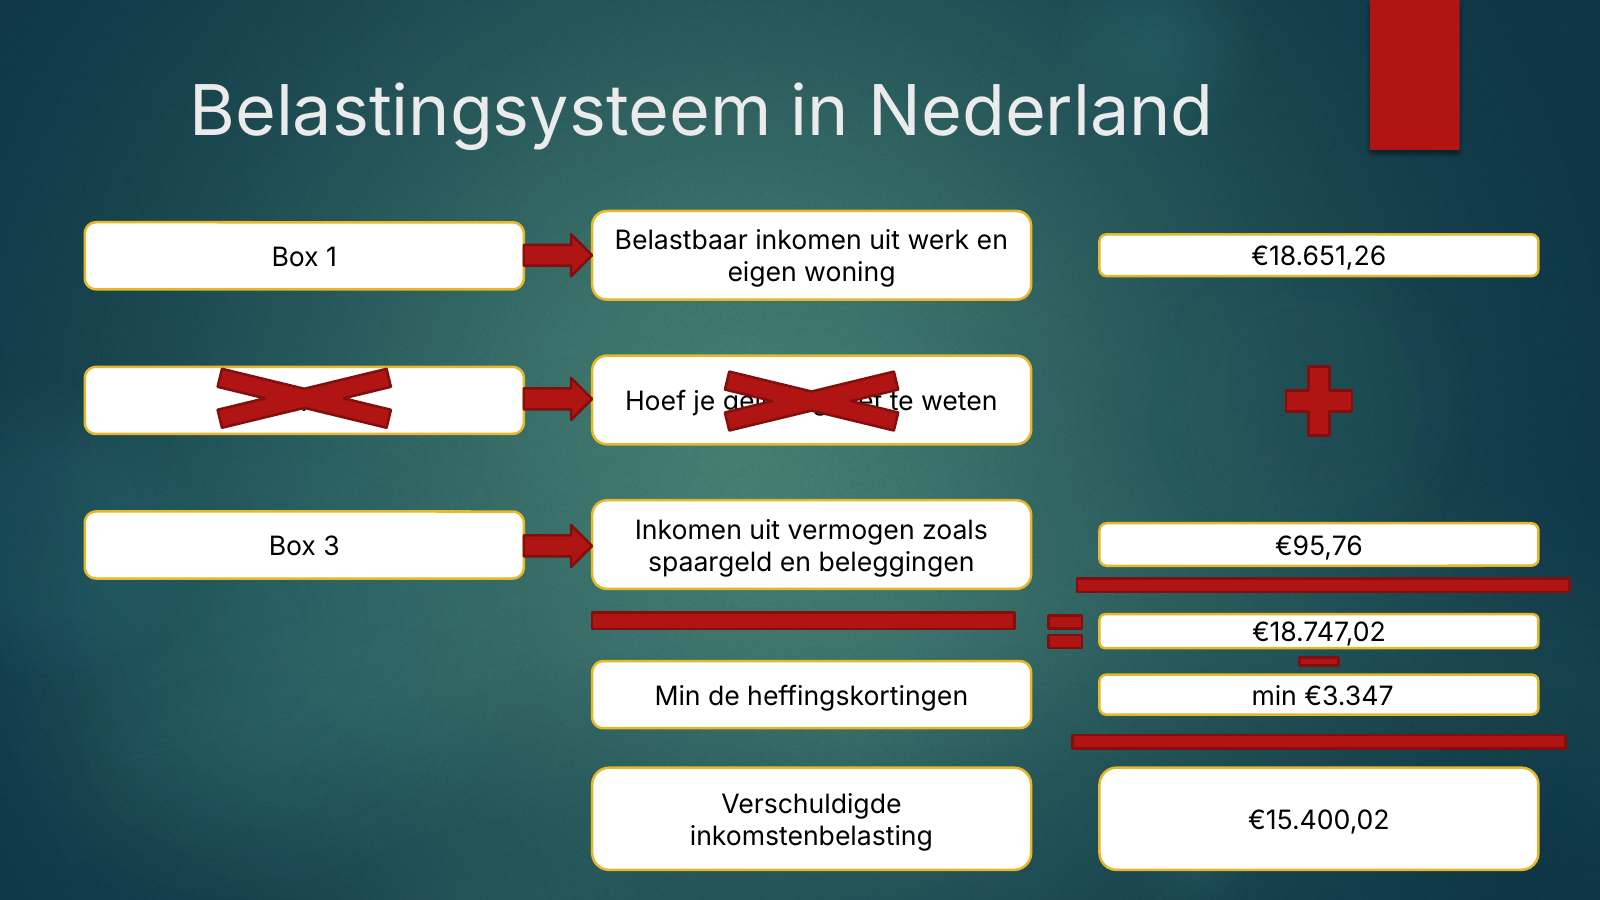 Belastingsysteem in Nederland
Box 1
Belastbaar inkomen uit werk en
eigen woning
€18.651,26
Hoef je te weten
Box 3
Inkomen uit vermogen zoals
spaargeld en beleggingen
€95,76
€18.747,02
Min de heffingskortingen
min €3.347
Verschuldigde
inkomstenbelasting
€15.400,02